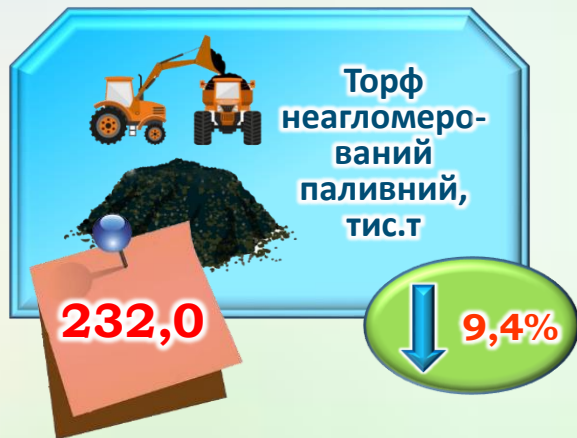 Торф
неагломеро-
ваний
паливний,
тис.т
232,0
9,4%